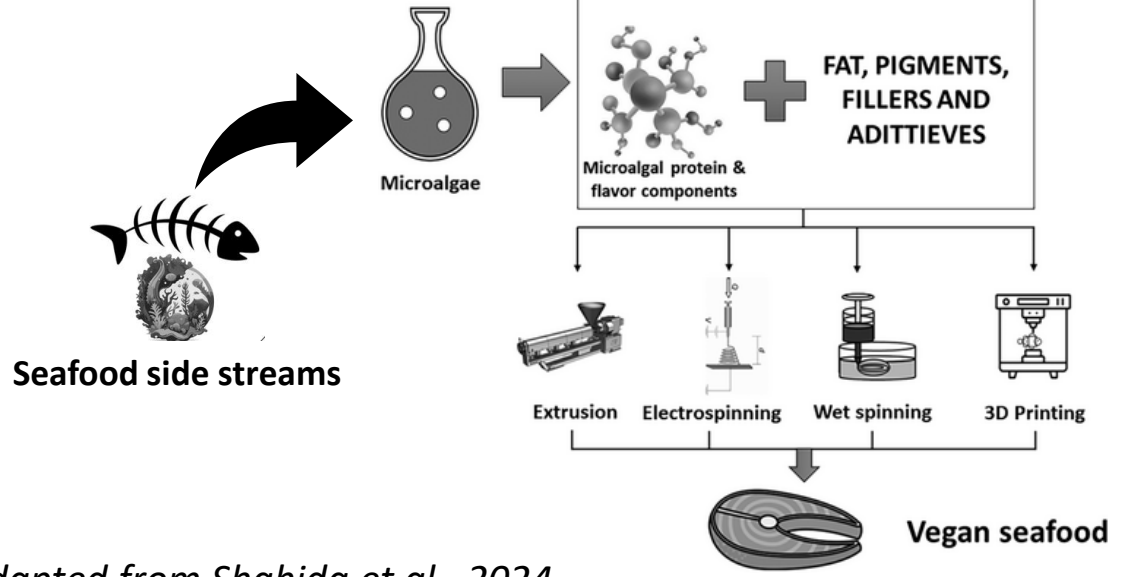 FAT, PIGMENTS,
FILLERS AND
ADITTIEVES
Microalgal protein &
flavor components
Microalgae
Seafood side streams
Extrusion
Electrospinning
Wet spinning
3D Printing
Vegan seafood
from Shahida et al., 2024